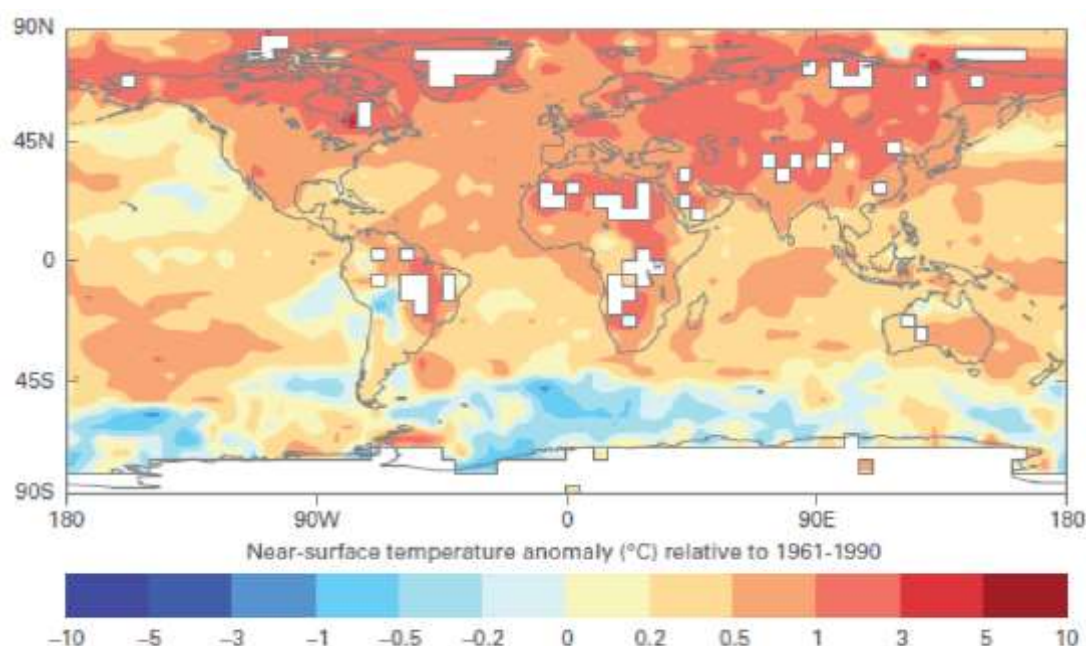 90N
45N
0
45S
90S
180 90W 0 90E 180
Near-surface temperature anomaly (°C) relative to 1961-1990
–10 –5 –3 –1 –0.5 –0.2 0 0.2 0.5 1 3 5 10